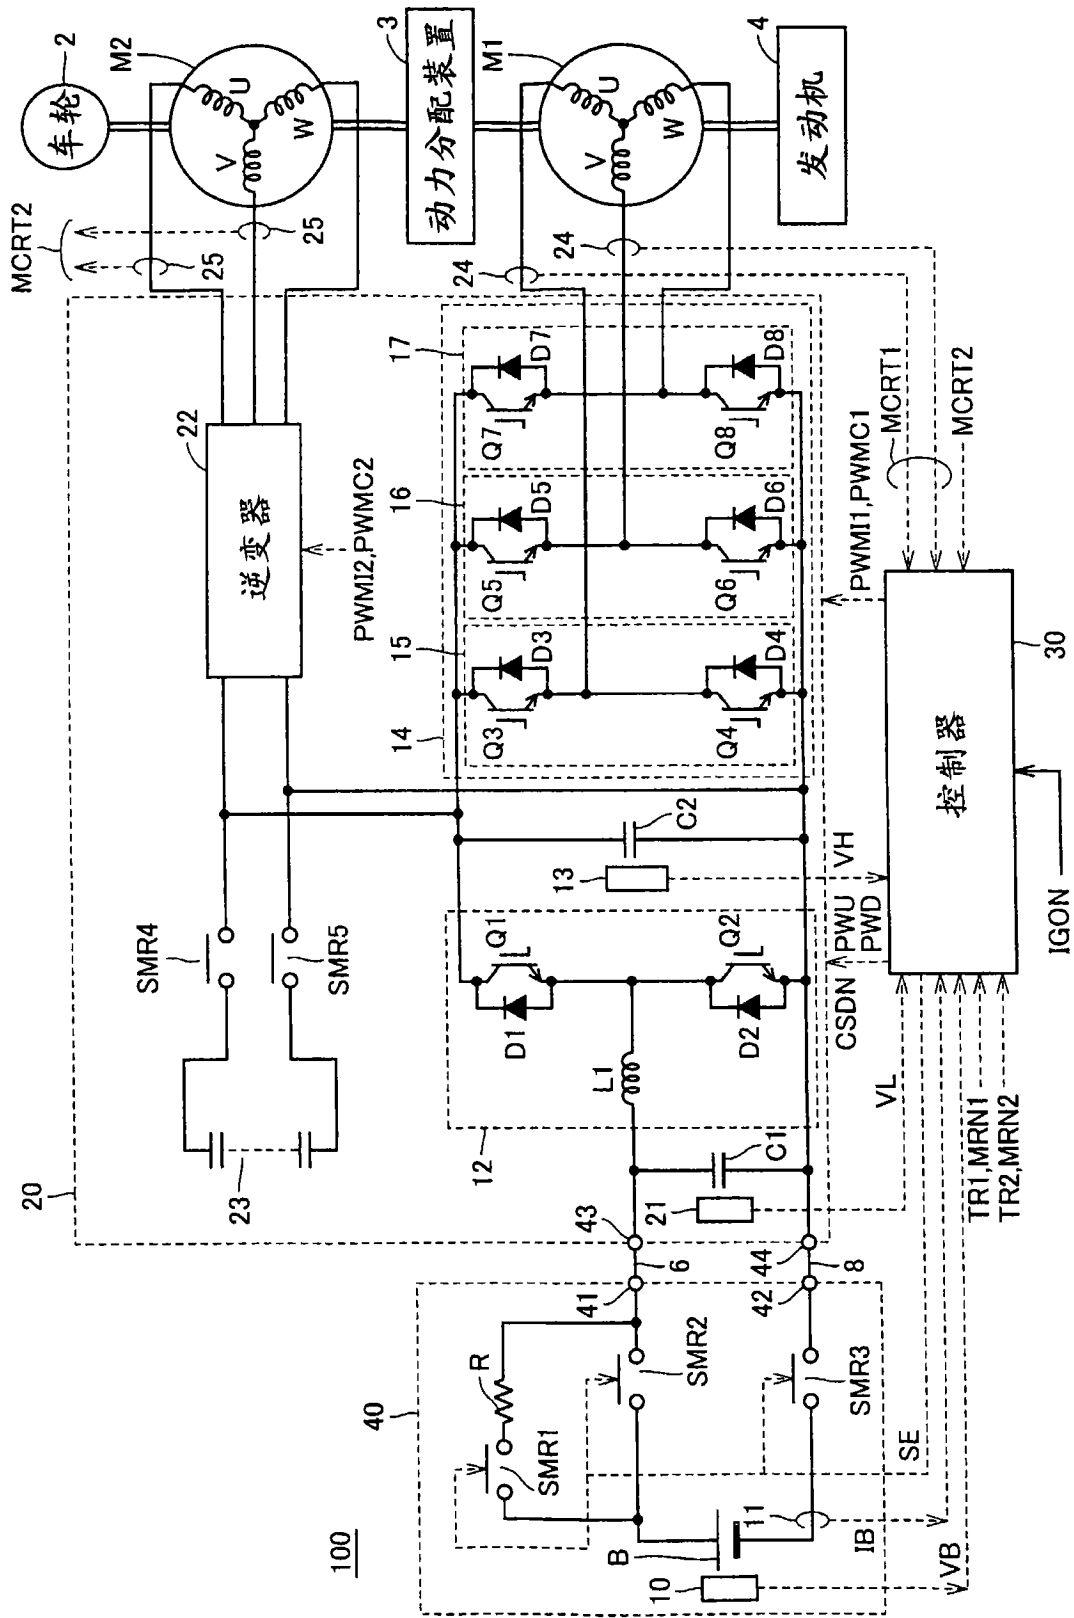 100
40
10
B
R
SMR1
SMR2
SMR3
11
IB
VB
SE
41
42
6
8
43
44
20
23
SMR4
SMR5
12
21
C1
L1
D1
Q1
D2
Q2
13
C2
VH
VL
CSDN
PWU
PWD
TR1,MRN1
TR2,MRN2
IGON
控制器
30
14
15
16
17
Q3
D3
Q4
D4
Q5
D5
Q6
D6
Q7
D7
Q8
D8
PWMI1,PWMC1
MCRT1
MCRT2
逆变器
22
PWMI2,PWMC2
MCRT2
25
25
24
24
车轮
2
M2
U
V
W
动力分配装置
3
M1
U
V
W
发动机
4